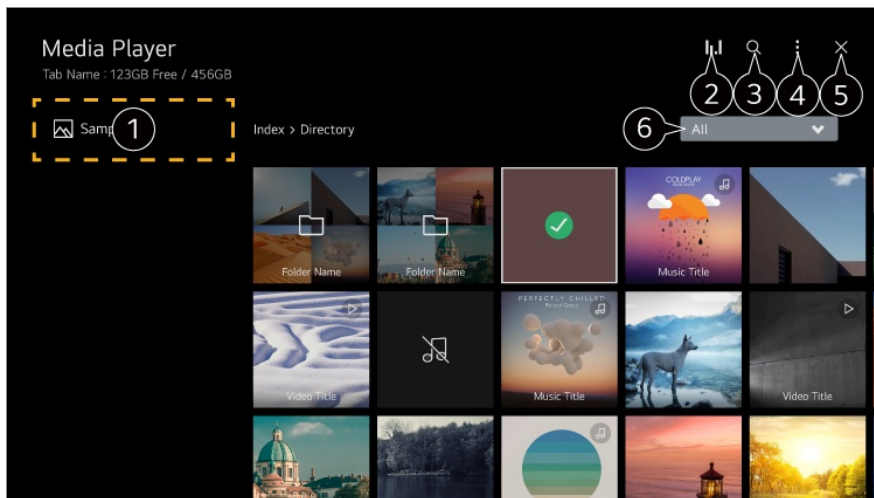 Media Player
Tab Name : 123GB Free / 456GB
2
3
4
5
1
Index > Directory
6
All
Folder Name
Folder Name
COLDPLAY
Music Title
Video Title
PERFECTLY CHILLED
Music Title
Video Title